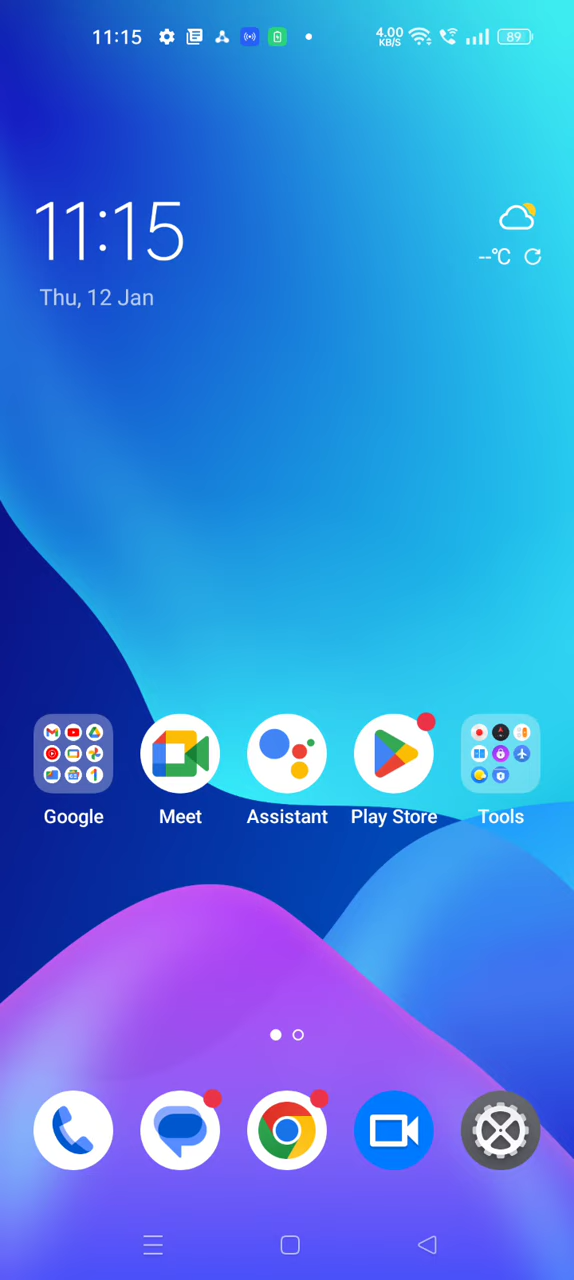 11:15
4.00
KB/S
89
11:15
--°C
Thu, 12 Jan
Google
Meet
Assistant
Play Store
Tools